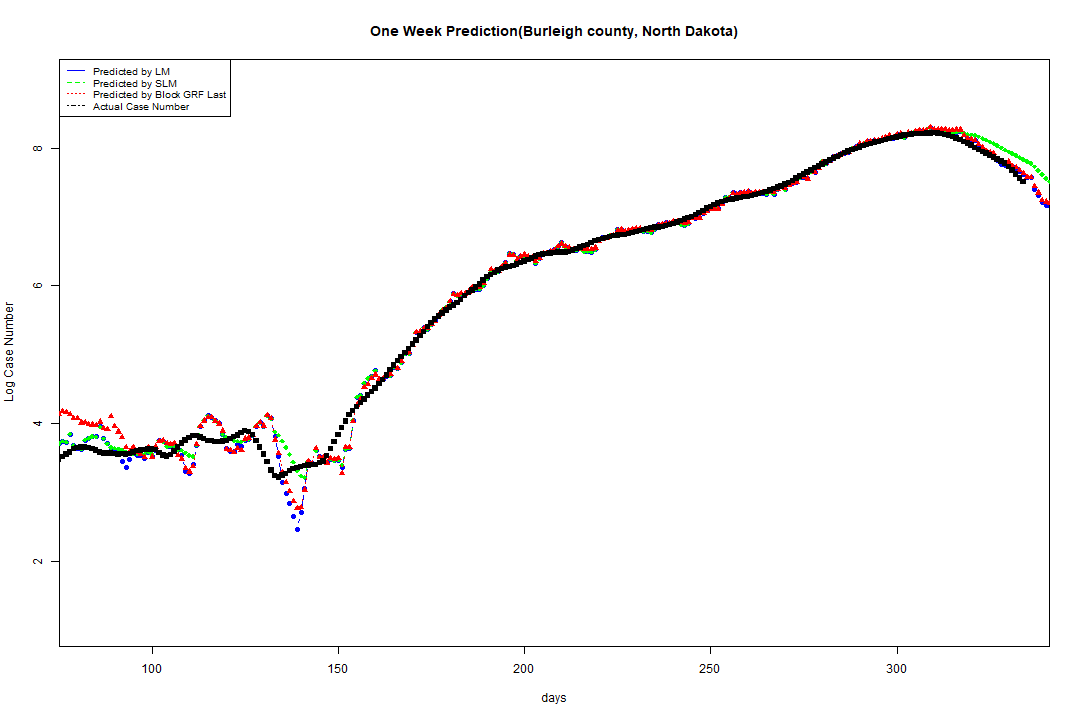 One Week Prediction(Burleigh county, North Dakota)
Predicted by LM
Predicted by SLM
Predicted by Block GRF Last
Actual Case Number
8
6
4
2
Log Case Number
100
150
200
250
300
days